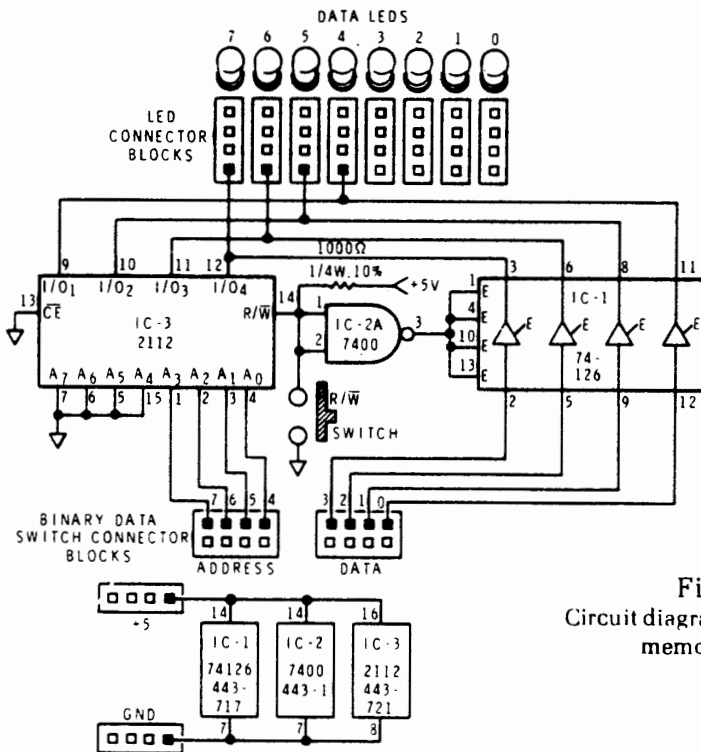 DATA LEDS
7 6 5 4 3 2 1 0
LED
CONNECTOR
BLOCKS
1000Ω
1/4W, 10%
+5V
9 10 11 12
I/O1 I/O2 I/O3 I/O4
13
CE
IC-3
2112
R/W
14
A7 A6 A5 A4 A3 A2 A1 A0
7 6 5 15 1 2 3 4
1
2
IC-2A
7400
3
R/W
SWITCH
3 6 8 11
1 E
4 E
10 E
13 E
IC-1
E E E E
74-
126
2 5 9 12
BINARY DATA
SWITCH CONNECTOR
BLOCKS
7 6 5 4
ADDRESS
3 2 1 0
DATA
+5
14 14 16
IC-1
74126
443-
717
IC-2
7400
443-1
IC-3
2112
443-
721
7 7 8
GND
Fi
Circuit diagra
memo